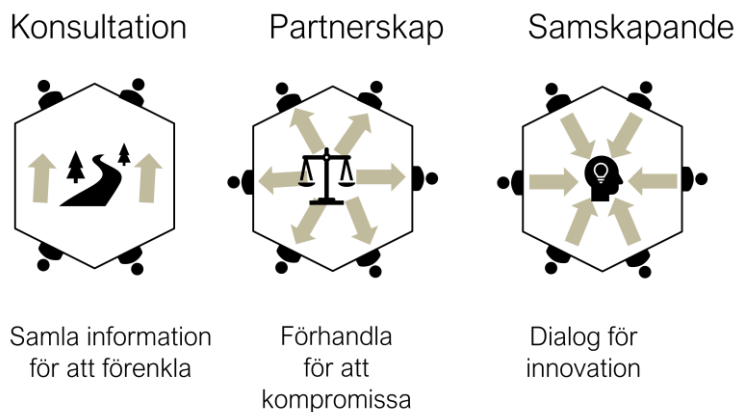 Konsultation
Partnerskap
Samskapande
Samla information
för att förenkla
Förhandla
för att
kompromissa
Dialog för
innovation